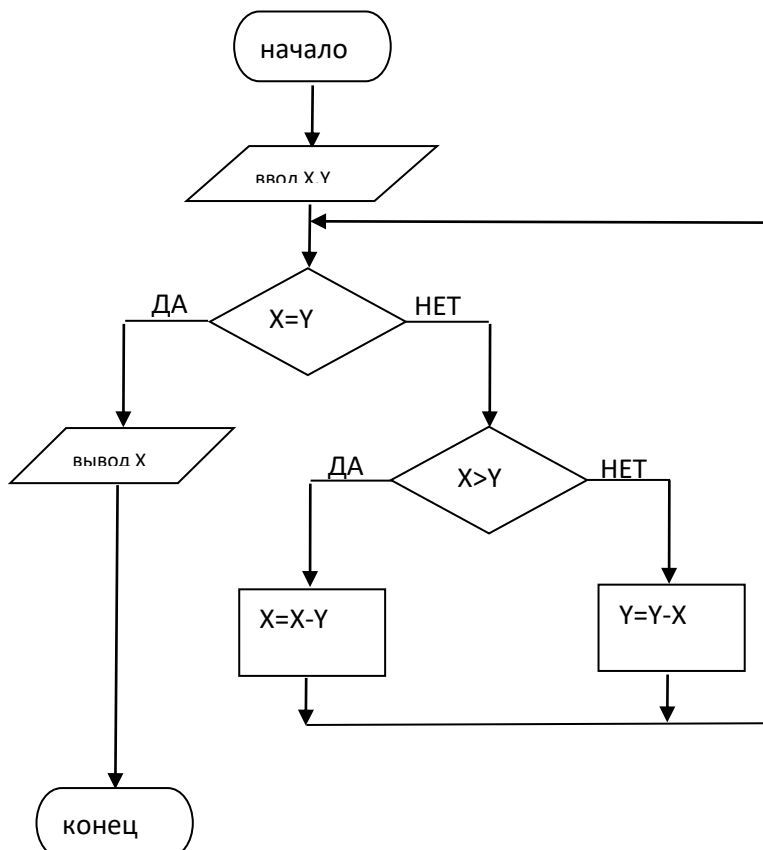 начало
ввод X,Y
ДА
X=Y
НЕТ
вывод X
ДА
X>Y
НЕТ
X=X-Y
Y=Y-X
конец